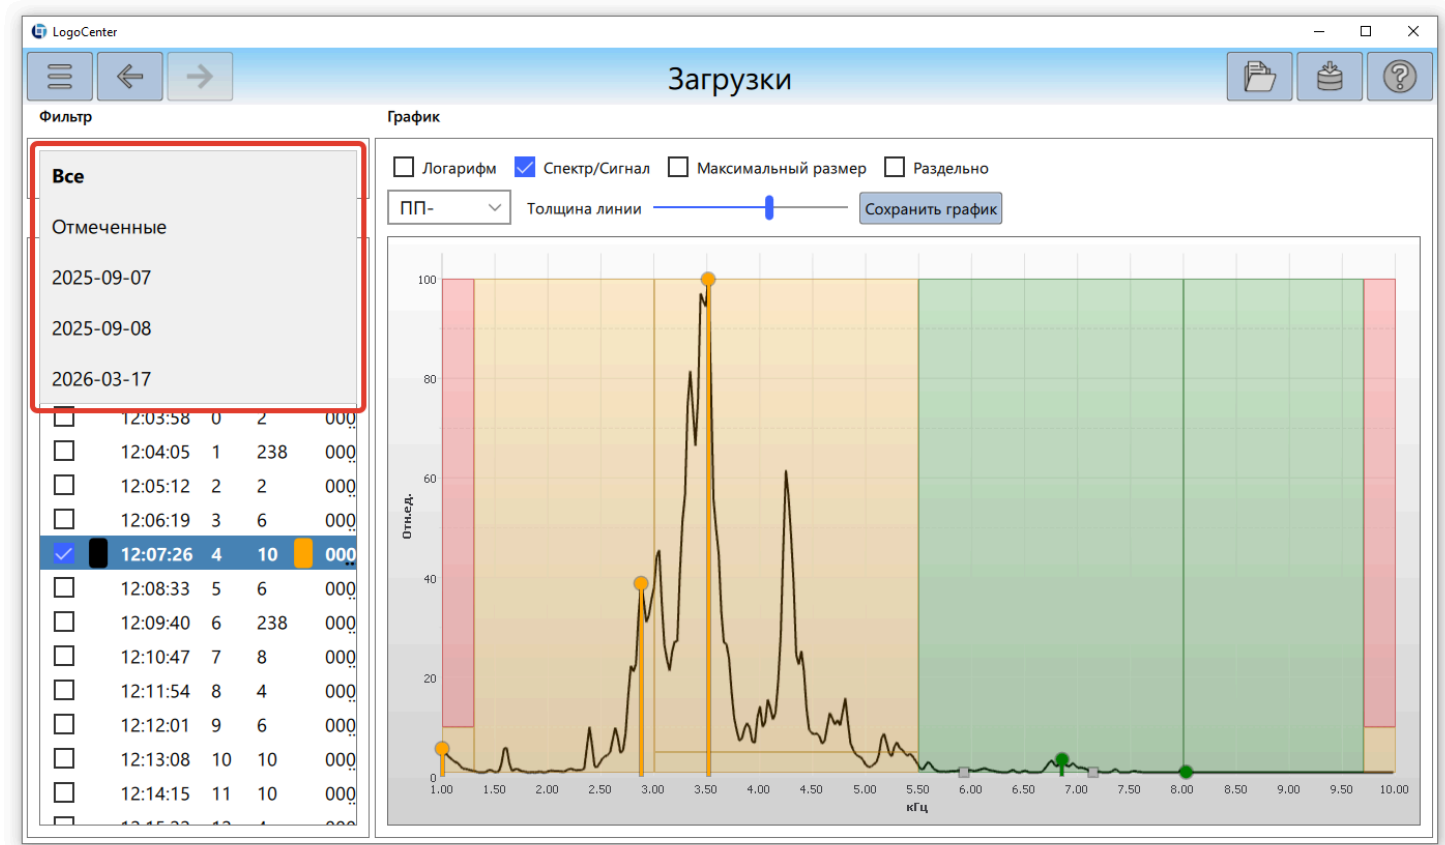 LogoCenter
Загрузки
Фильтр
График
Все
Отмеченные
2025-09-07
2025-09-08
2026-03-17
Логарифм Спектр/Сигнал Максимальный размер Раздельно
ПП- Толщина линии Сохранить график
12:03:58 0 2 000
12:04:05 1 238 000
12:05:12 2 2 000
12:06:19 3 6 000
12:07:26 4 10 000
12:08:33 5 6 000
12:09:40 6 238 000
12:10:47 7 8 000
12:11:54 8 4 000
12:12:01 9 6 000
12:13:08 10 10 000
12:14:15 11 10 000
100
80
60
40
20
0
Отн.ед.
1.00 1.50 2.00 2.50 3.00 3.50 4.00 4.50 5.00 5.50 6.00 6.50 7.00 7.50 8.00 8.50 9.00 9.50 10.00
кГц